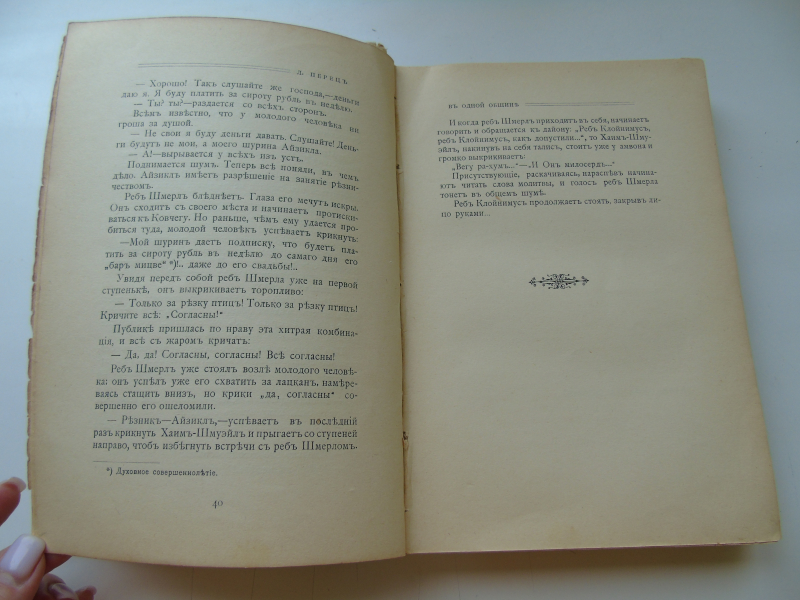 Д. ПЕРЕЦЪ
— Хорошо! Такъ слушайте же господа,—деньги
даю я. Я буду платить за сироту рубль въ недѣлю.
— Ты? ты?—раздается со всѣхъ сторонъ.
Всѣмъ извѣстно, что у молодого человѣка ни
гроша за душой.
— Не свои я буду деньги давать. Слушайте! День-
ги будутъ не мои, а моего шурина Айзикла.
— А!—вырывается у всѣхъ изъ устъ.
Поднимается шумъ. Теперь всѣ поняли, въ чемъ
дѣло. Айзиклъ имѣетъ разрѣшеніе на занятіе рѣзни-
чествомъ.
Ребъ Шмерлъ блѣднѣетъ. Глаза его мечутъ искры.
Онъ сходитъ съ своего мѣста и начинаетъ протиски-
ваться къ Ковчегу. Но раньше, чѣмъ ему удается про-
биться туда, молодой человѣкъ успѣваетъ крикнуть:
—Мой шуринъ даетъ подписку, что будетъ пла-
тить за сироту рубль въ недѣлю до самаго дня его
„баръ мицве“ *)!.. даже до его свадьбы!..
Увидя передъ собой ребъ Шмерла уже на первой
ступенькѣ, онъ выкрикиваетъ торопливо:
— Только за рѣзку птицъ! Только за рѣзку птицъ!
Кричите всѣ: „Согласны!“
Публикѣ пришлась по нраву эта хитрая комбина-
ція, и всѣ съ жаромъ кричатъ:
— Да, да! Согласны, согласны! Всѣ согласны!
Ребъ Шмерлъ уже стоялъ возлѣ молодого человѣ-
ка: онъ успѣлъ уже его схватить за лацканъ, намѣре-
ваясь стащить внизъ, но крики „да, согласны“ со-
вершенно его ошеломили.
— Рѣзникъ—Айзиклъ,—успѣваетъ въ послѣдній
разъ крикнуть Хаимъ-Шмуэйлъ и прыгаетъ со ступеней
направо, чтобъ избѣгнуть встрѣчи съ ребъ Шмерломъ.
*) Духовное совершеннолѣтіе.
40
ВЪ ОДНОЙ ОБЩИНѢ
И когда ребъ Шмерлъ приходитъ въ себя, начинаетъ
говорить и обращается къ дайону: „Ребъ Клойнимусъ,
ребъ Клойнимусъ, какъ допустили...“, то Хаимъ-Шму-
эйлъ, накинувъ на себя талисъ, стоитъ уже у амвона и
громко выкрикиваетъ:
„Вегу ра-хумъ...“—„И Онъ милосердъ...“
Присутствующіе, раскачиваясь, нараспѣвъ начина-
ютъ читать слова молитвы, и голосъ ребъ Шмерла
тонетъ въ общемъ шумѣ.
Ребъ Клойнимусъ продолжаетъ стоять, закрывъ ли-
цо руками...